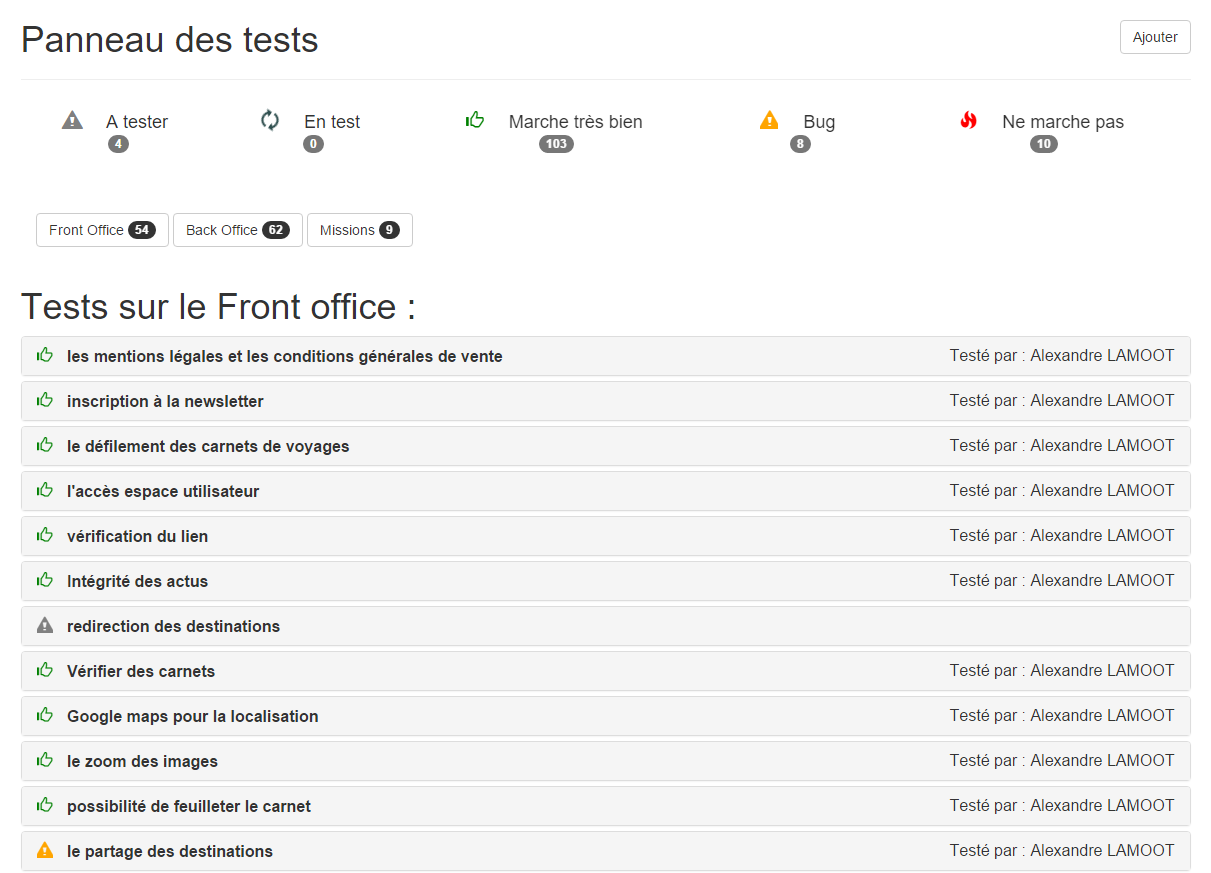 Panneau des tests
Ajouter
A tester
En test
Marche très bien
Bug
Ne marche pas
4
0
103
8
10
Front Office 54
Back Office 62
Missions 9
Tests sur le Front office :
les mentions légales et les conditions générales de vente Testé par : Alexandre LAMOOT
inscription à la newsletter Testé par : Alexandre LAMOOT
le défilement des carnets de voyages Testé par : Alexandre LAMOOT
l'accès espace utilisateur Testé par : Alexandre LAMOOT
vérification du lien Testé par : Alexandre LAMOOT
Intégrité des actus Testé par : Alexandre LAMOOT
redirection des destinations
Vérifier des carnets Testé par : Alexandre LAMOOT
Google maps pour la localisation Testé par : Alexandre LAMOOT
le zoom des images Testé par : Alexandre LAMOOT
possibilité de feuilleter le carnet Testé par : Alexandre LAMOOT
le partage des destinations Testé par : Alexandre LAMOOT